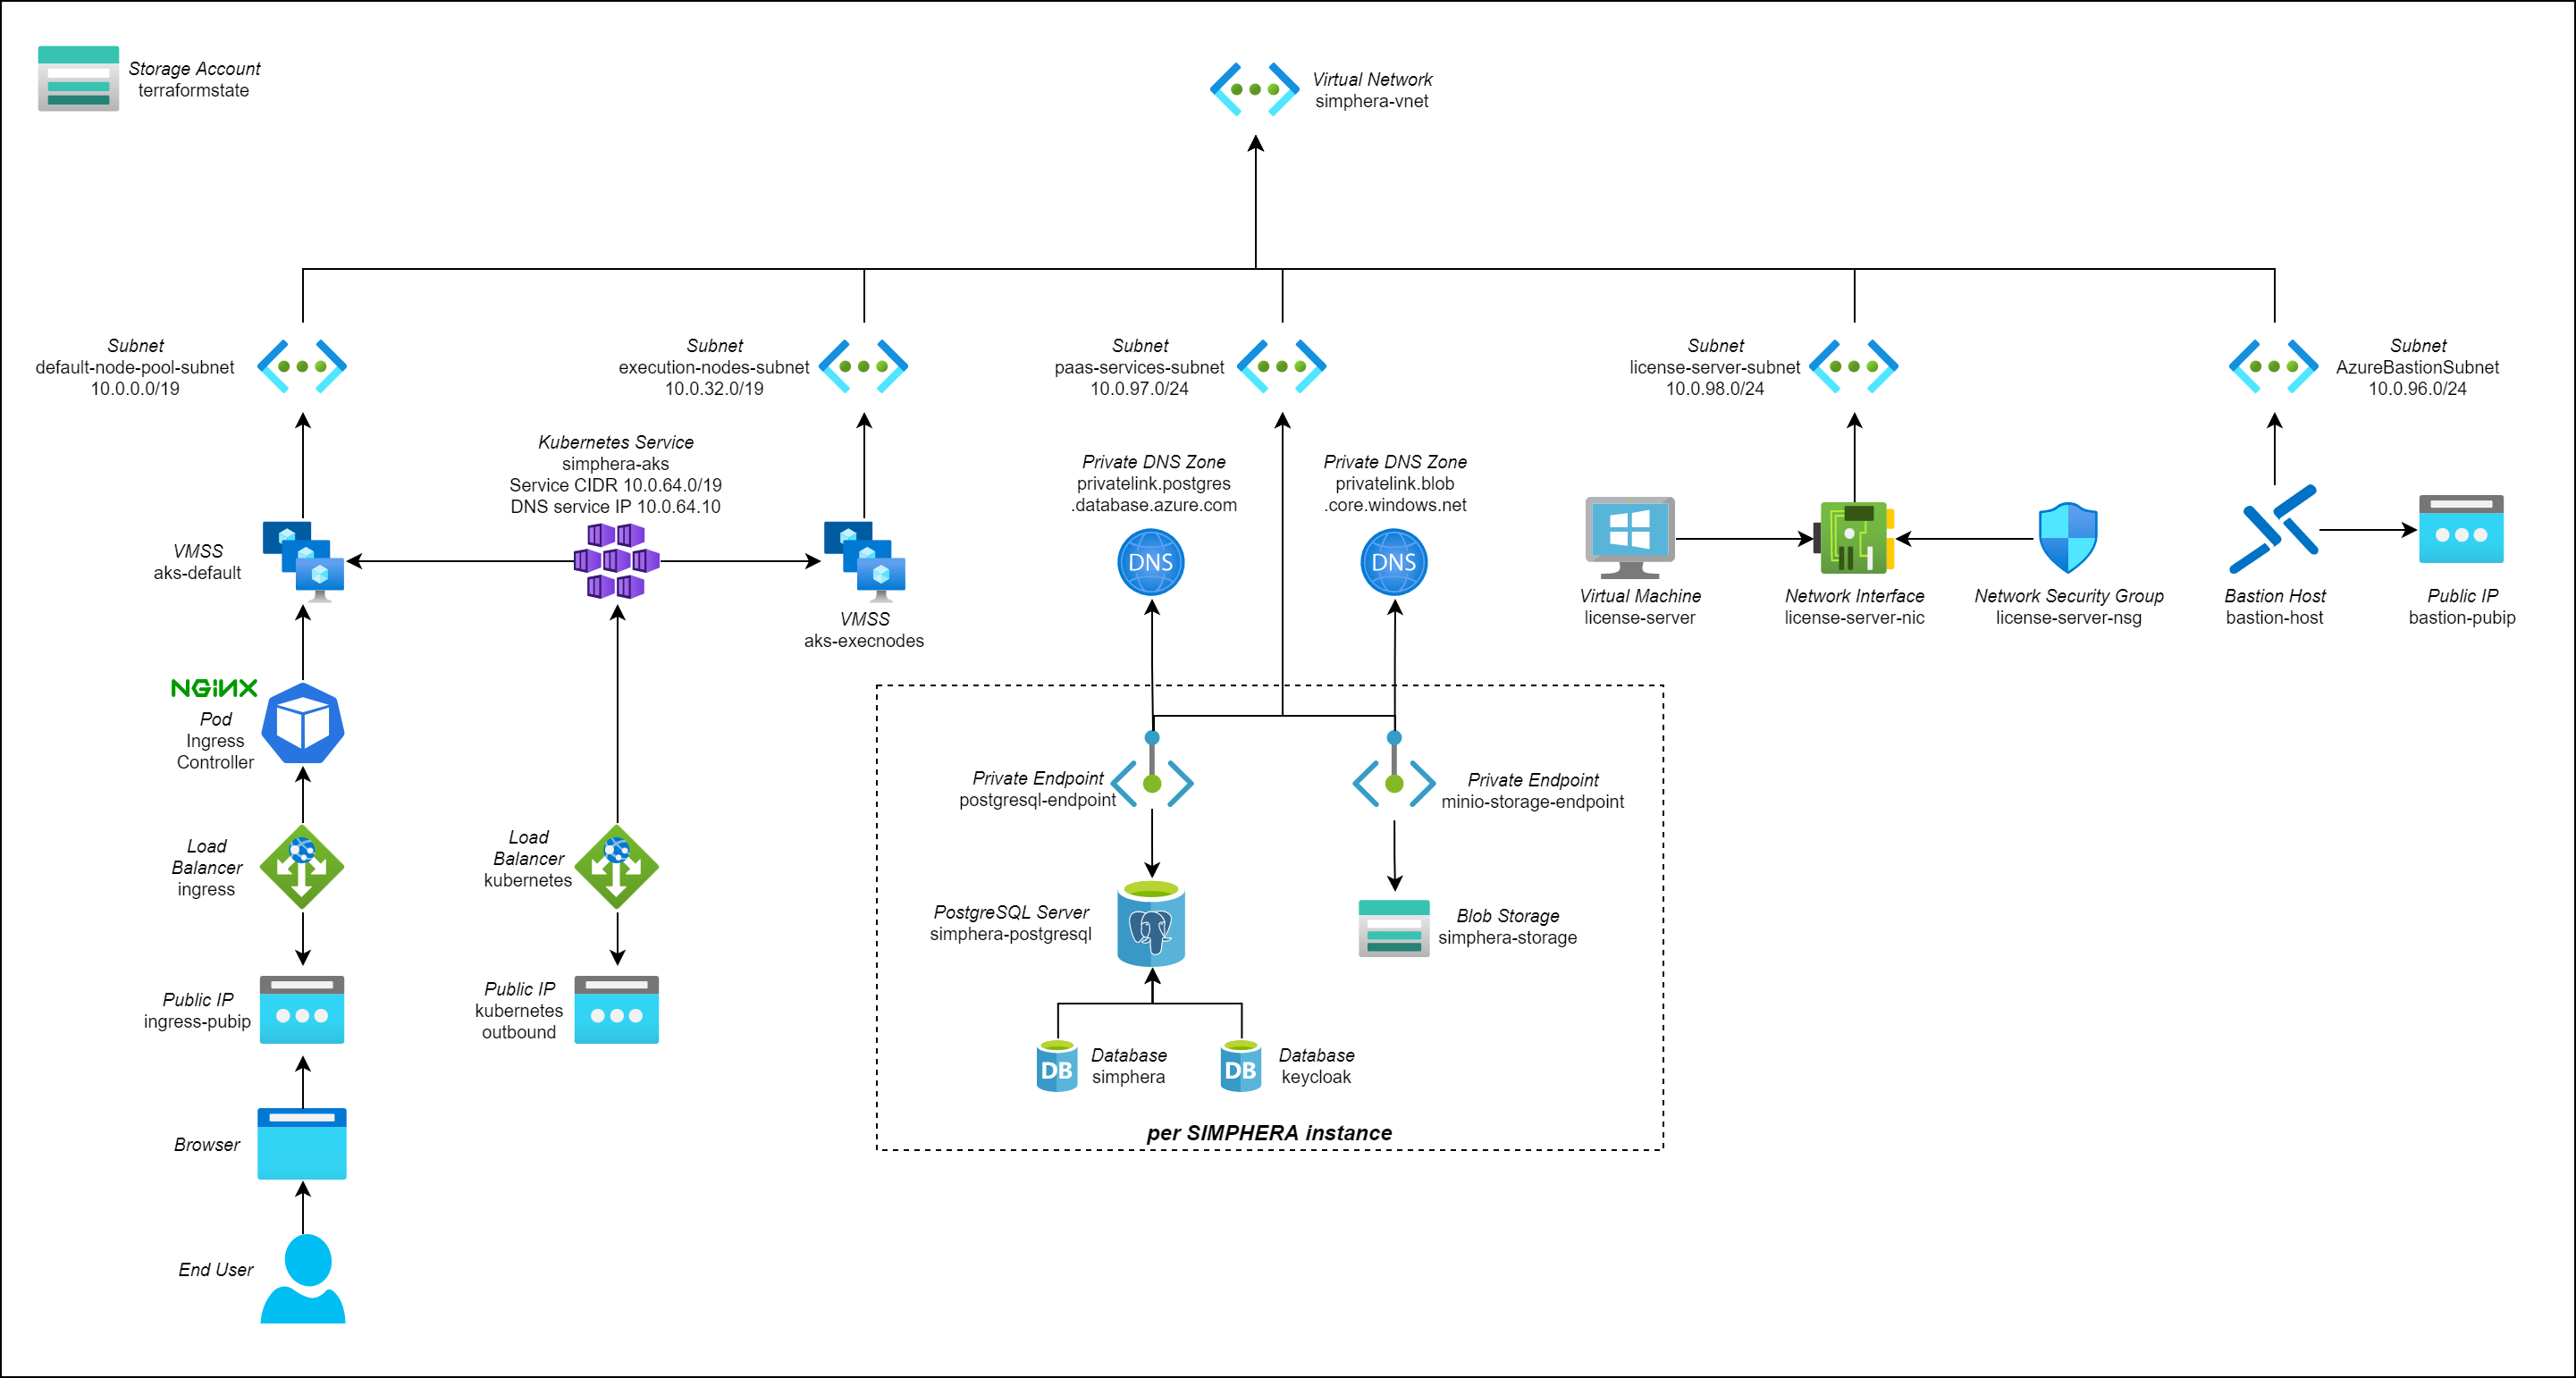 Storage Account
terraformstate
Virtual Network
simphera-vnet
Subnet
default-node-pool-subnet
10.0.0.0/19
Subnet
execution-nodes-subnet
10.0.32.0/19
Subnet
paas-services-subnet
10.0.97.0/24
Subnet
license-server-subnet
10.0.98.0/24
Subnet
AzureBastionSubnet
10.0.96.0/24
Kubernetes Service
simphera-aks
Service CIDR 10.0.64.0/19
DNS service IP 10.0.64.10
Private DNS Zone
privatelink.postgres
.database.azure.com
DNS
Private DNS Zone
privatelink.blob
.core.windows.net
DNS
VMSS
aks-default
VMSS
aks-execnodes
Virtual Machine
license-server
Network Interface
license-server-nic
Network Security Group
license-server-nsg
Bastion Host
bastion-host
Public IP
bastion-pubip
NGINX
Pod
Ingress
Controller
Private Endpoint
postgresql-endpoint
Private Endpoint
minio-storage-endpoint
Load
Balancer
ingress
Load
Balancer
kubernetes
PostgreSQL Server
simphera-postgresql
Blob Storage
simphera-storage
Public IP
ingress-pubip
Public IP
kubernetes
outbound
DB
Database
simphera
DB
Database
keycloak
per SIMPHERA instance
Browser
End User